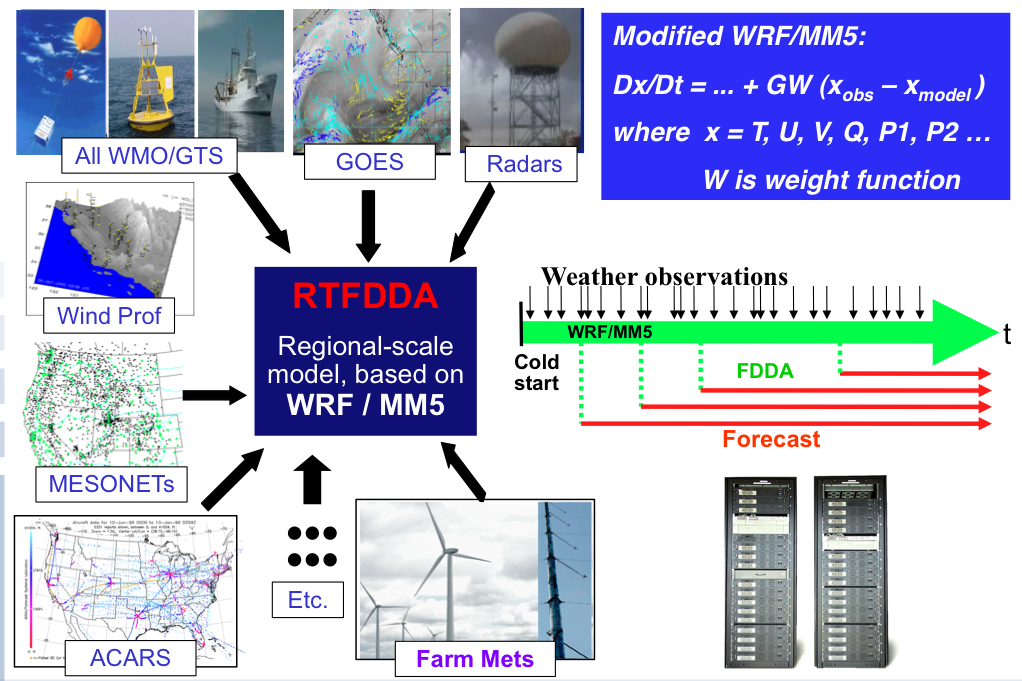 All WMO/GTS
GOES
Radars
Modified WRF/MM5:
Dx/Dt = ... + GW (xobs – xmodel )
where x = T, U, V, Q, P1, P2 …
W is weight function
Wind Prof
RTFDDA
Regional-scale
model, based on
WRF / MM5
Weather observations
WRF/MM5
t
Cold
start
FDDA
Forecast
MESONETs
ACARS
Etc.
Farm Mets